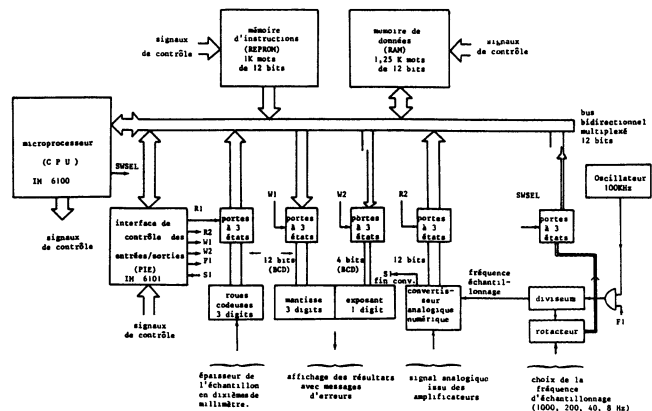 signaux
de contrôle
mémoire
d'instructions
(REPROM)
1K mots
de 12 bits
mumoire de
données
(RAM)
1,25 K mots
de 12 bits
signaux
de contrôle
bus
bidirectionnel
multiplexé
12 bits
microprocesseur
(C P U)
IM 6100
SWSEL
signaux
de contrôle
interface de
contrôle des
entrées/sorties
(PIE)
IM 6101
R1
R2
W1
W2
F1
S1
signaux
de contrôle
portes
à 3
états
W1
portes
à 3
états
W2
portes
à 3
états
R2
portes
à 3
états
SWSEL
portes
à 3
états
Oscillateur
100KHz
12 bits
(BCD)
4 bits
(BCD)
12 bits
S1
fin conv.
roues
codeuses
3 digits
mantisse
3 digits
exposant
1 digit
convertis-
seur
analogique
numérique
fréquence
échantil-
lonnage
diviseum
rotacteur
F1
épaisseur de
l'échantillon
en dixièmes de
millimètre.
affichage des résultats
avec messages
d'erreurs
signal analogique
issu des
amplificateurs
choix de la
fréquence
d'échantillonnage
(1000, 200, 40, 8 Hz)